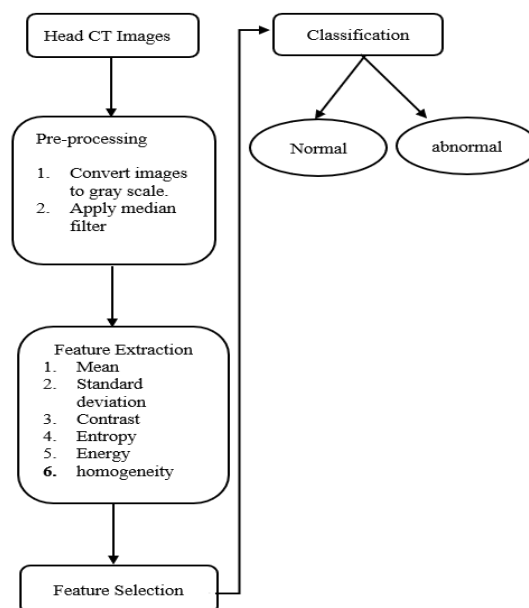 Head CT Images
Pre-processing
1. Convert images
to gray scale.
2. Apply median
filter
Feature Extraction
1. Mean
2. Standard
deviation
3. Contrast
4. Entropy
5. Energy
6. homogeneity
Feature Selection
Classification
Normal
abnormal